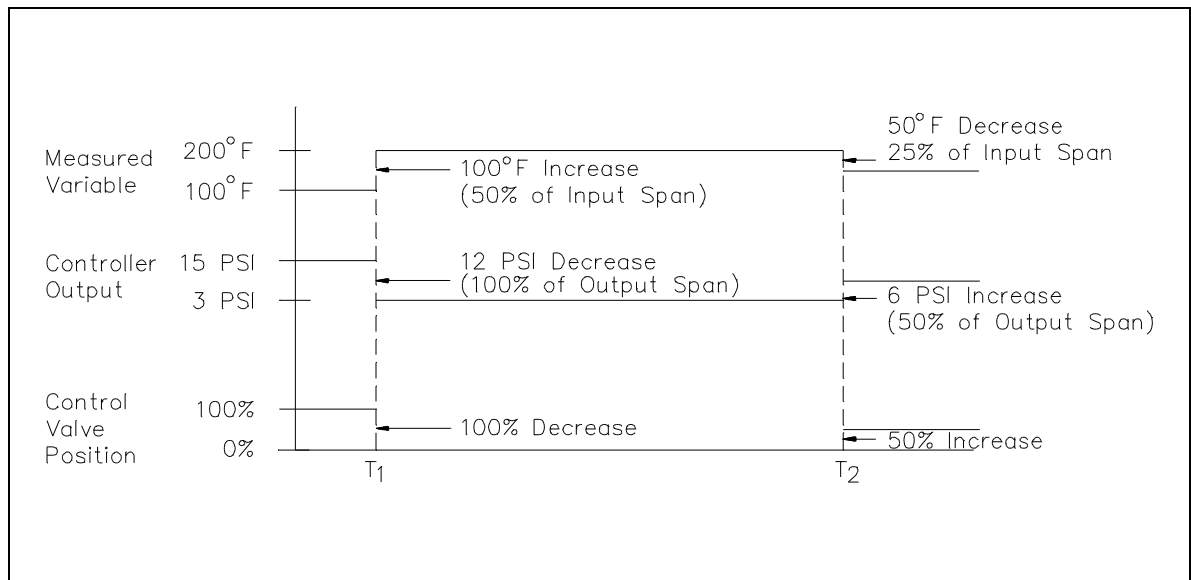 50°F Decrease
25% of Input Span
Measured
Variable
200°F
100°F
100°F Increase
(50% of Input Span)
Controller
Output
15 PSI
3 PSI
12 PSI Decrease
(100% of Output Span)
6 PSI Increase
(50% of Output Span)
Control
Valve
Position
100%
0%
100% Decrease
50% Increase
T1
T2